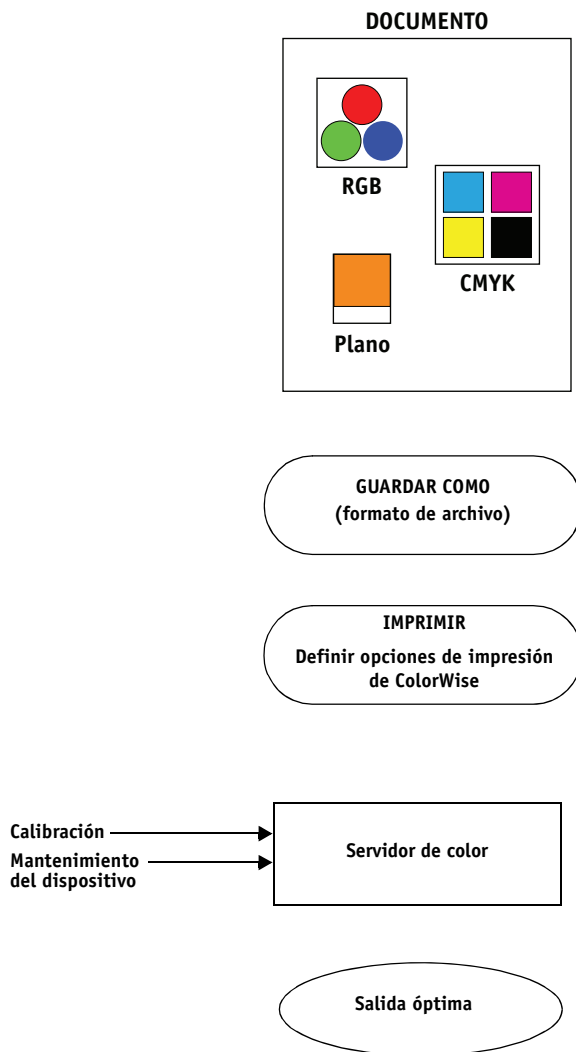 DOCUMENTO
RGB
CMYK
Plano
GUARDAR COMO
(formato de archivo)
IMPRIMIR
Definir opciones de impresión
de ColorWise
Calibración
Mantenimiento
del dispositivo
Servidor de color
Salida óptima